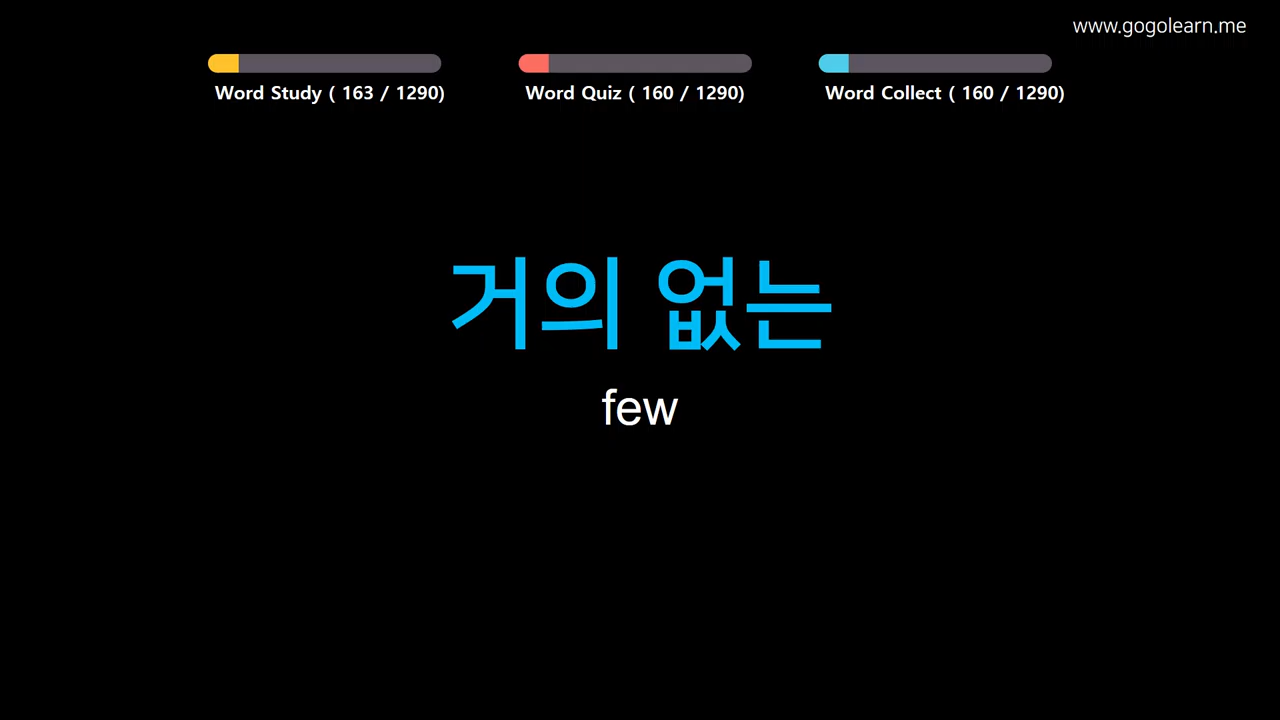 www.gogolearn.me
Word Study ( 163 / 1290)
Word Quiz ( 160 / 1290)
Word Collect ( 160 / 1290)
거의 없는
few